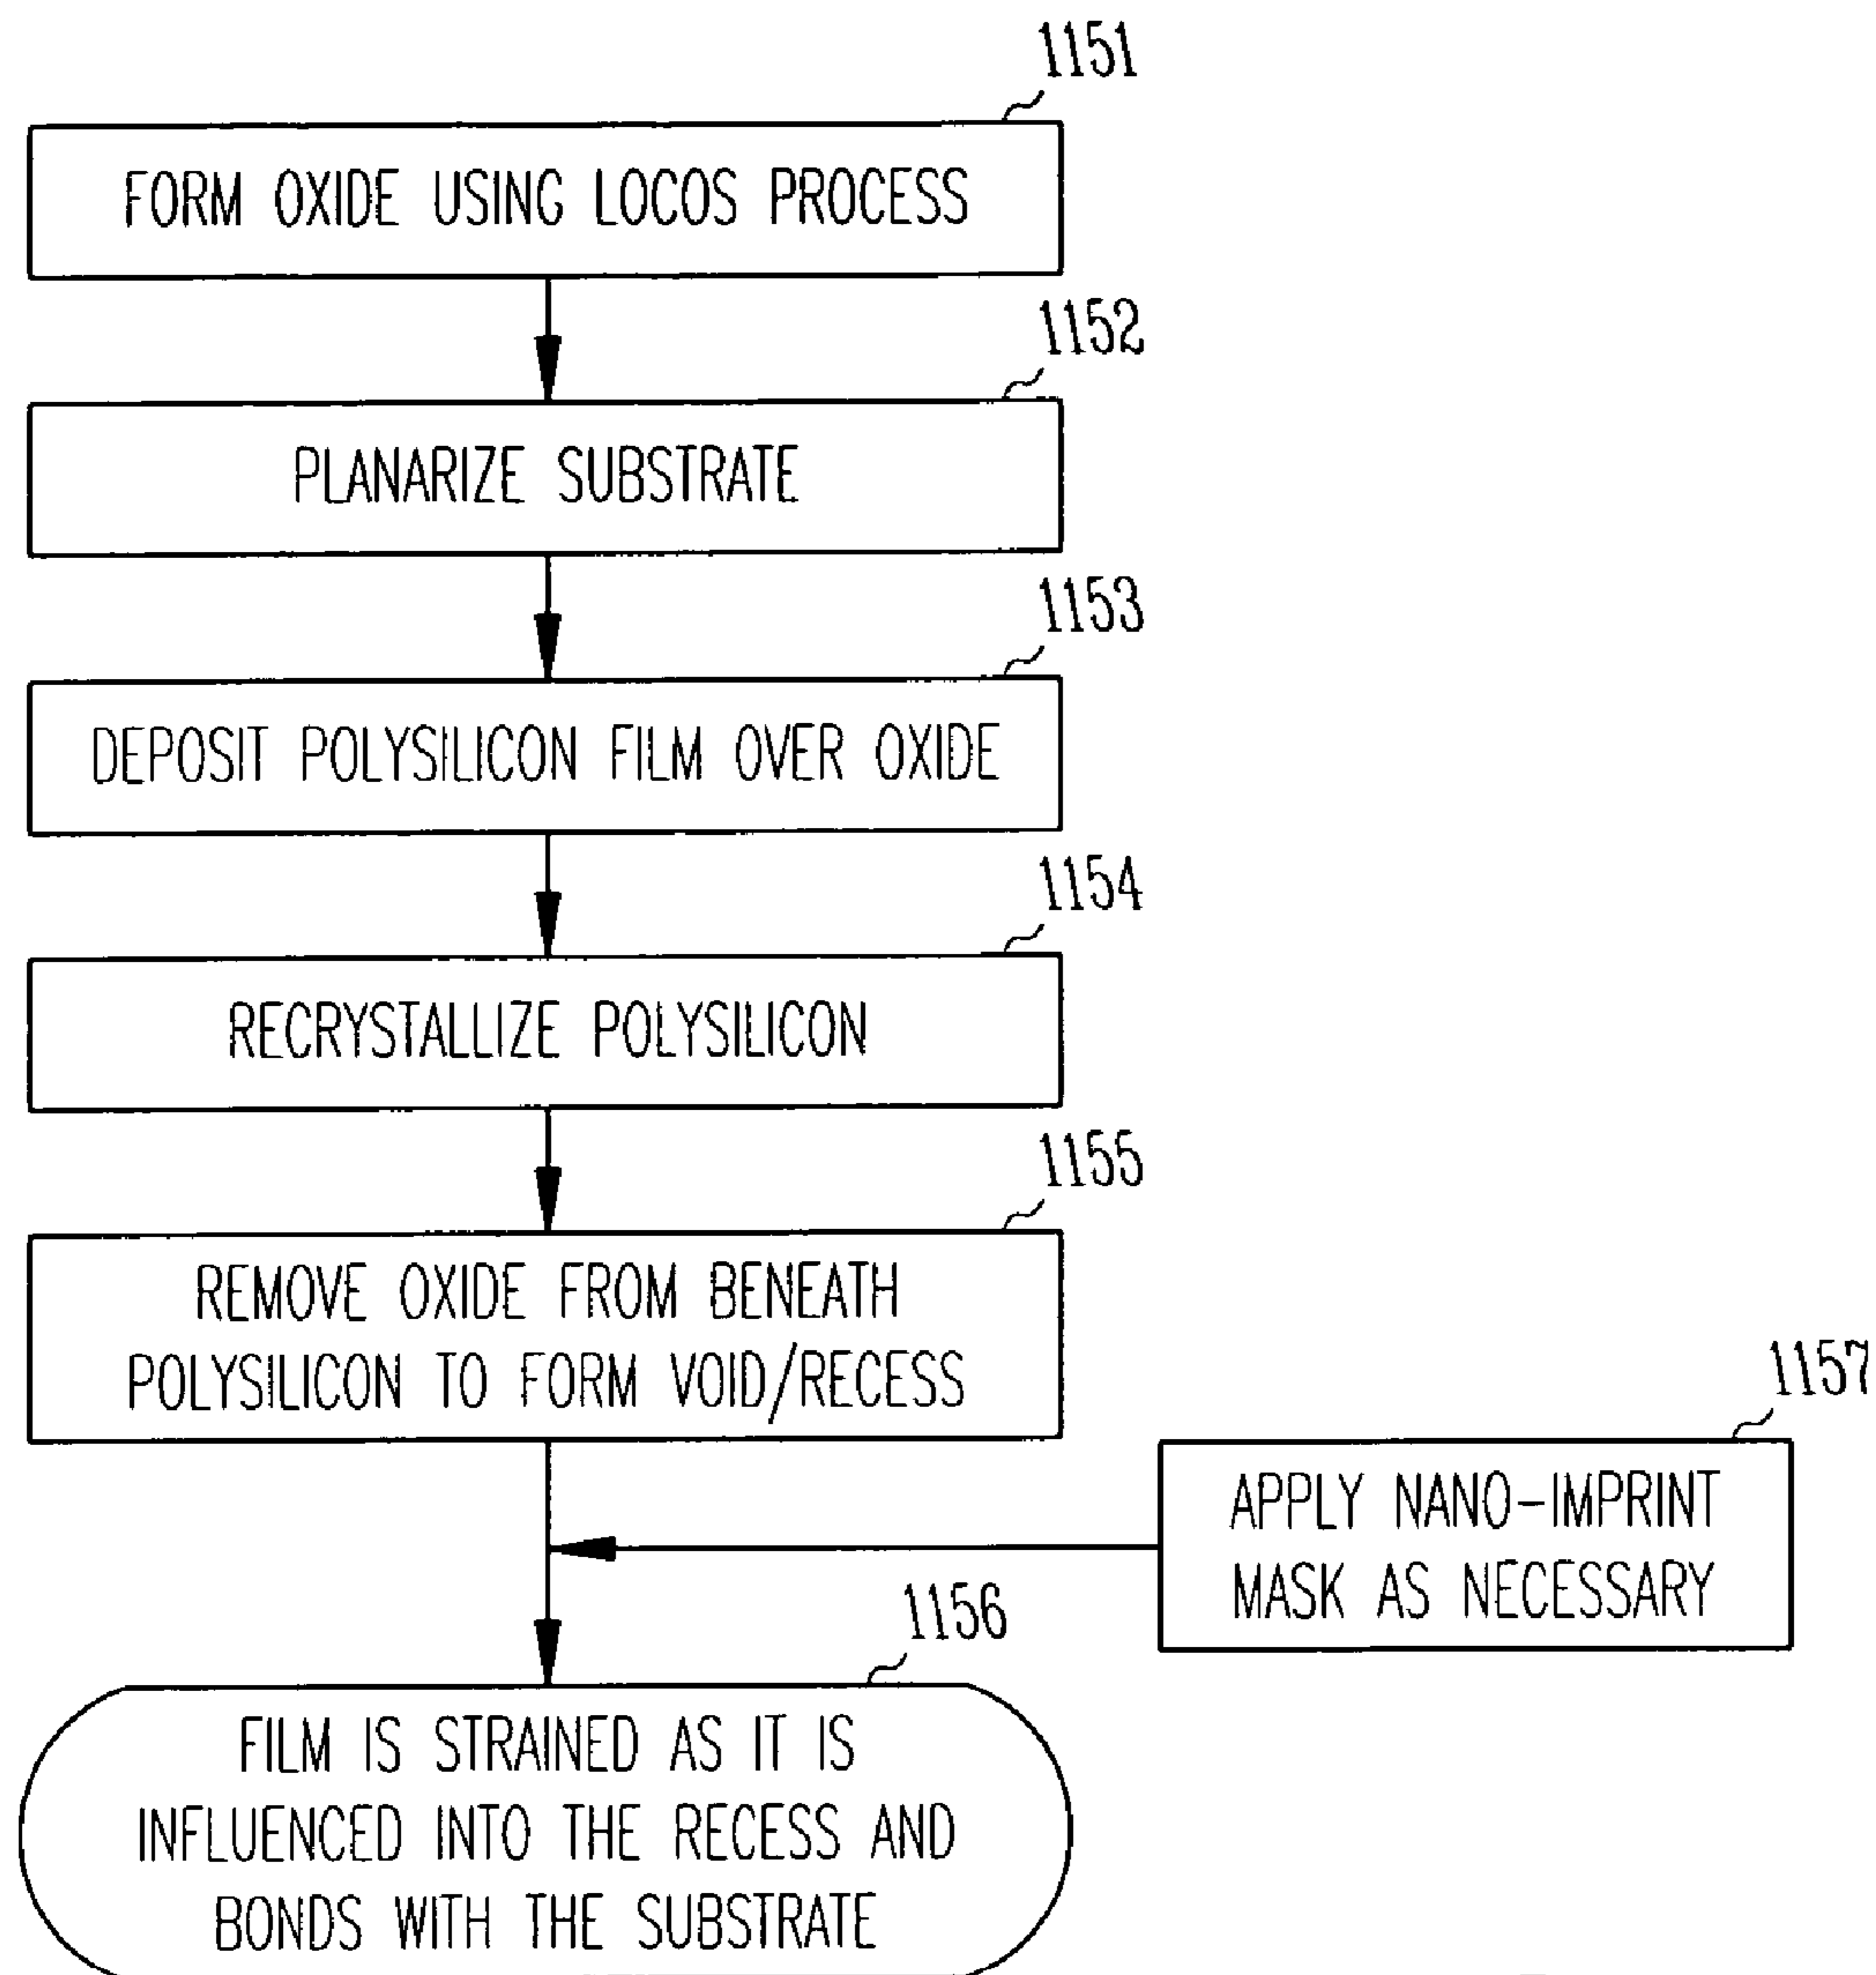 1151
FORM OXIDE USING LOCOS PROCESS
1152
PLANARIZE SUBSTRATE
1153
DEPOSIT POLYSILICON FILM OVER OXIDE
1154
RECRYSTALLIZE POLYSILICON
1155
REMOVE OXIDE FROM BENEATH
POLYSILICON TO FORM VOID/RECESS
1157
APPLY NANO-IMPRINT
MASK AS NECESSARY
1156
FILM IS STRAINED AS IT IS
INFLUENCED INTO THE RECESS AND
BONDS WITH THE SUBSTRATE